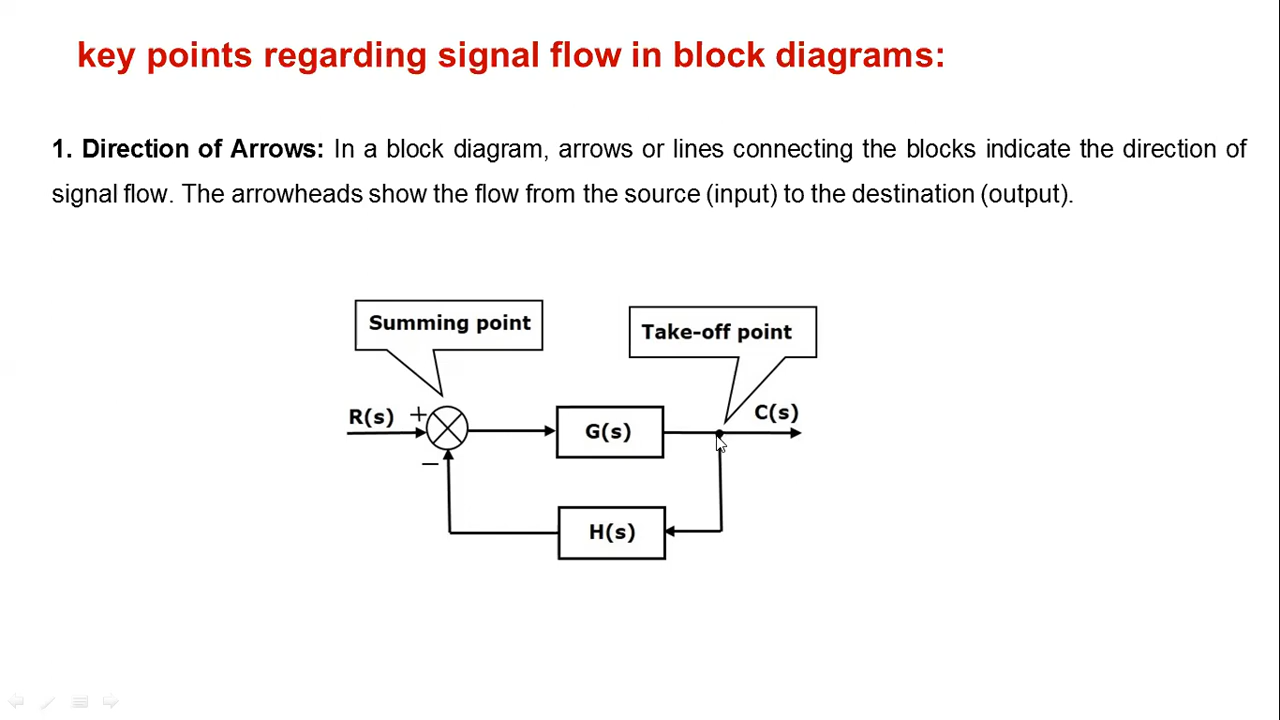 key points regarding signal flow in block diagrams:
1. Direction of Arrows: In a block diagram, arrows or lines connecting the blocks indicate the direction of
signal flow. The arrowheads show the flow from the source (input) to the destination (output).
Summing point
Take-off point
R(s) +
C(s)
G(s)
−
H(s)